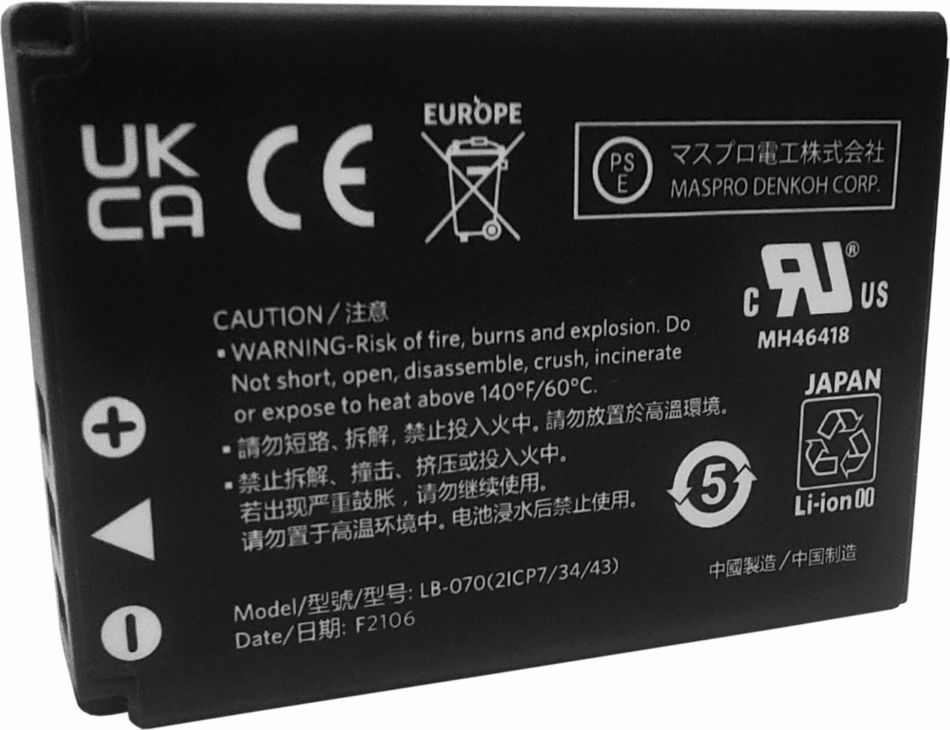 UK
CA
CE
EUROPE
PS
E
マスプロ電工株式会社
MASPRO DENKOH CORP.
c RU ® US
MH46418
CAUTION / 注意
▪ WARNING-Risk of fire, burns and explosion. Do
Not short, open, disassemble, crush, incinerate
or expose to heat above 140°F/60°C.
▪ 請勿短路、拆解, 禁止投入火中。請勿放置於高溫環境。
▪ 禁止拆解、撞击、挤压或投入火中。
若出现严重鼓胀，请勿继续使用。
请勿置于高温环境中。电池浸水后禁止使用。
JAPAN
Li-ion 00
5
中國製造 / 中国制造
Model/型號/型号: LB-070(2ICP7/34/43)
Date/日期: F2106